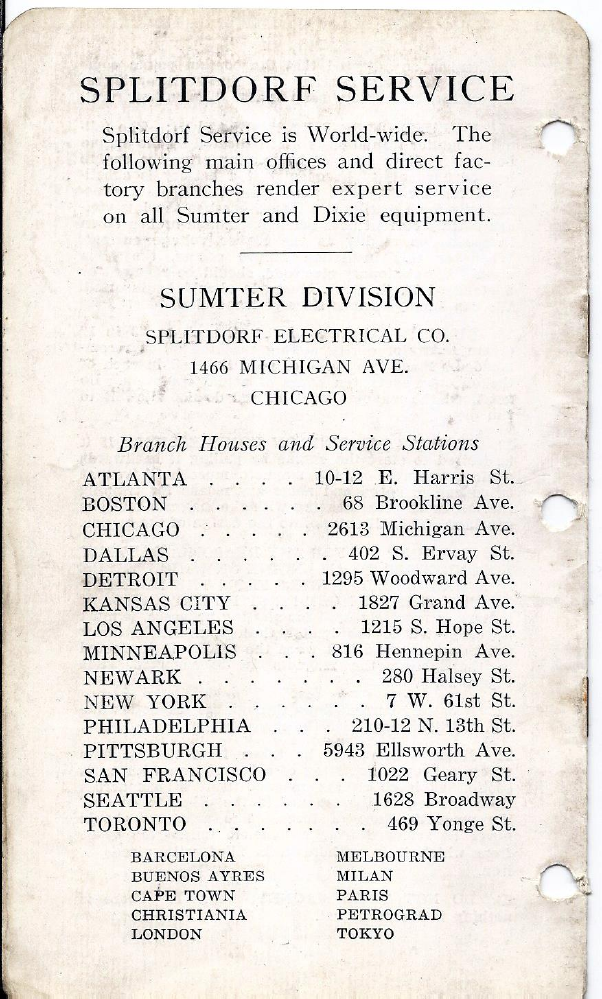 SPLITDORF SERVICE
Splitdorf Service is World-wide. The
following main offices and direct fac-
tory branches render expert service
on all Sumter and Dixie equipment.
SUMTER DIVISION
SPLITDORF ELECTRICAL CO.
1466 MICHIGAN AVE.
CHICAGO
Branch Houses and Service Stations
ATLANTA . . . . 10-12 E. Harris St.
BOSTON . . . . . . 68 Brookline Ave.
CHICAGO . . . . . 2613 Michigan Ave.
DALLAS . . . . . . 402 S. Ervay St.
DETROIT . . . . . 1295 Woodward Ave.
KANSAS CITY . . . . 1827 Grand Ave.
LOS ANGELES . . . . 1215 S. Hope St.
MINNEAPOLIS . . . 816 Hennepin Ave.
NEWARK . . . . . . . 280 Halsey St.
NEW YORK . . . . . . 7 W. 61st St.
PHILADELPHIA . . . 210-12 N. 13th St.
PITTSBURGH . . . 5943 Ellsworth Ave.
SAN FRANCISCO . . . 1022 Geary St.
SEATTLE . . . . . . 1628 Broadway
TORONTO . . . . . . . 469 Yonge St.
BARCELONA MELBOURNE
BUENOS AYRES MILAN
CAPE TOWN PARIS
CHRISTIANIA PETROGRAD
LONDON TOKYO